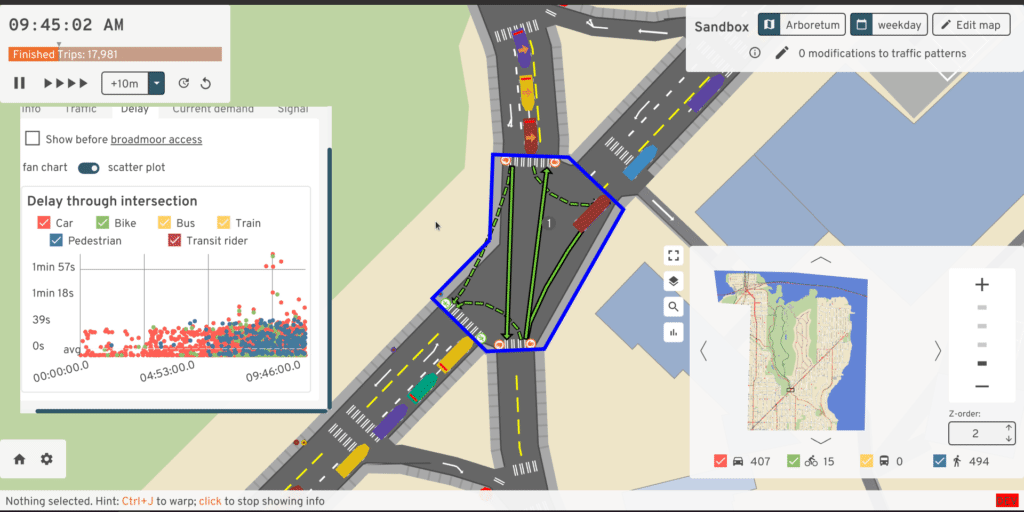 09:45:02 AM
Finished Trips: 17,981
+10m
Sandbox
Arboretum
weekday
Edit map
0 modifications to traffic patterns
Info Traffic Delay Current demand Signal
Show before broadmoor access
fan chart scatter plot
Delay through intersection
Car Bike Bus Train
Pedestrian Transit rider
1min 57s
1min 18s
39s
0s
avg
00:00:00.0 04:53:00.0 09:46:00.0
1
Z-order:
2
407 15 0 494
Nothing selected. Hint: Ctrl+J to warp; click to stop showing info